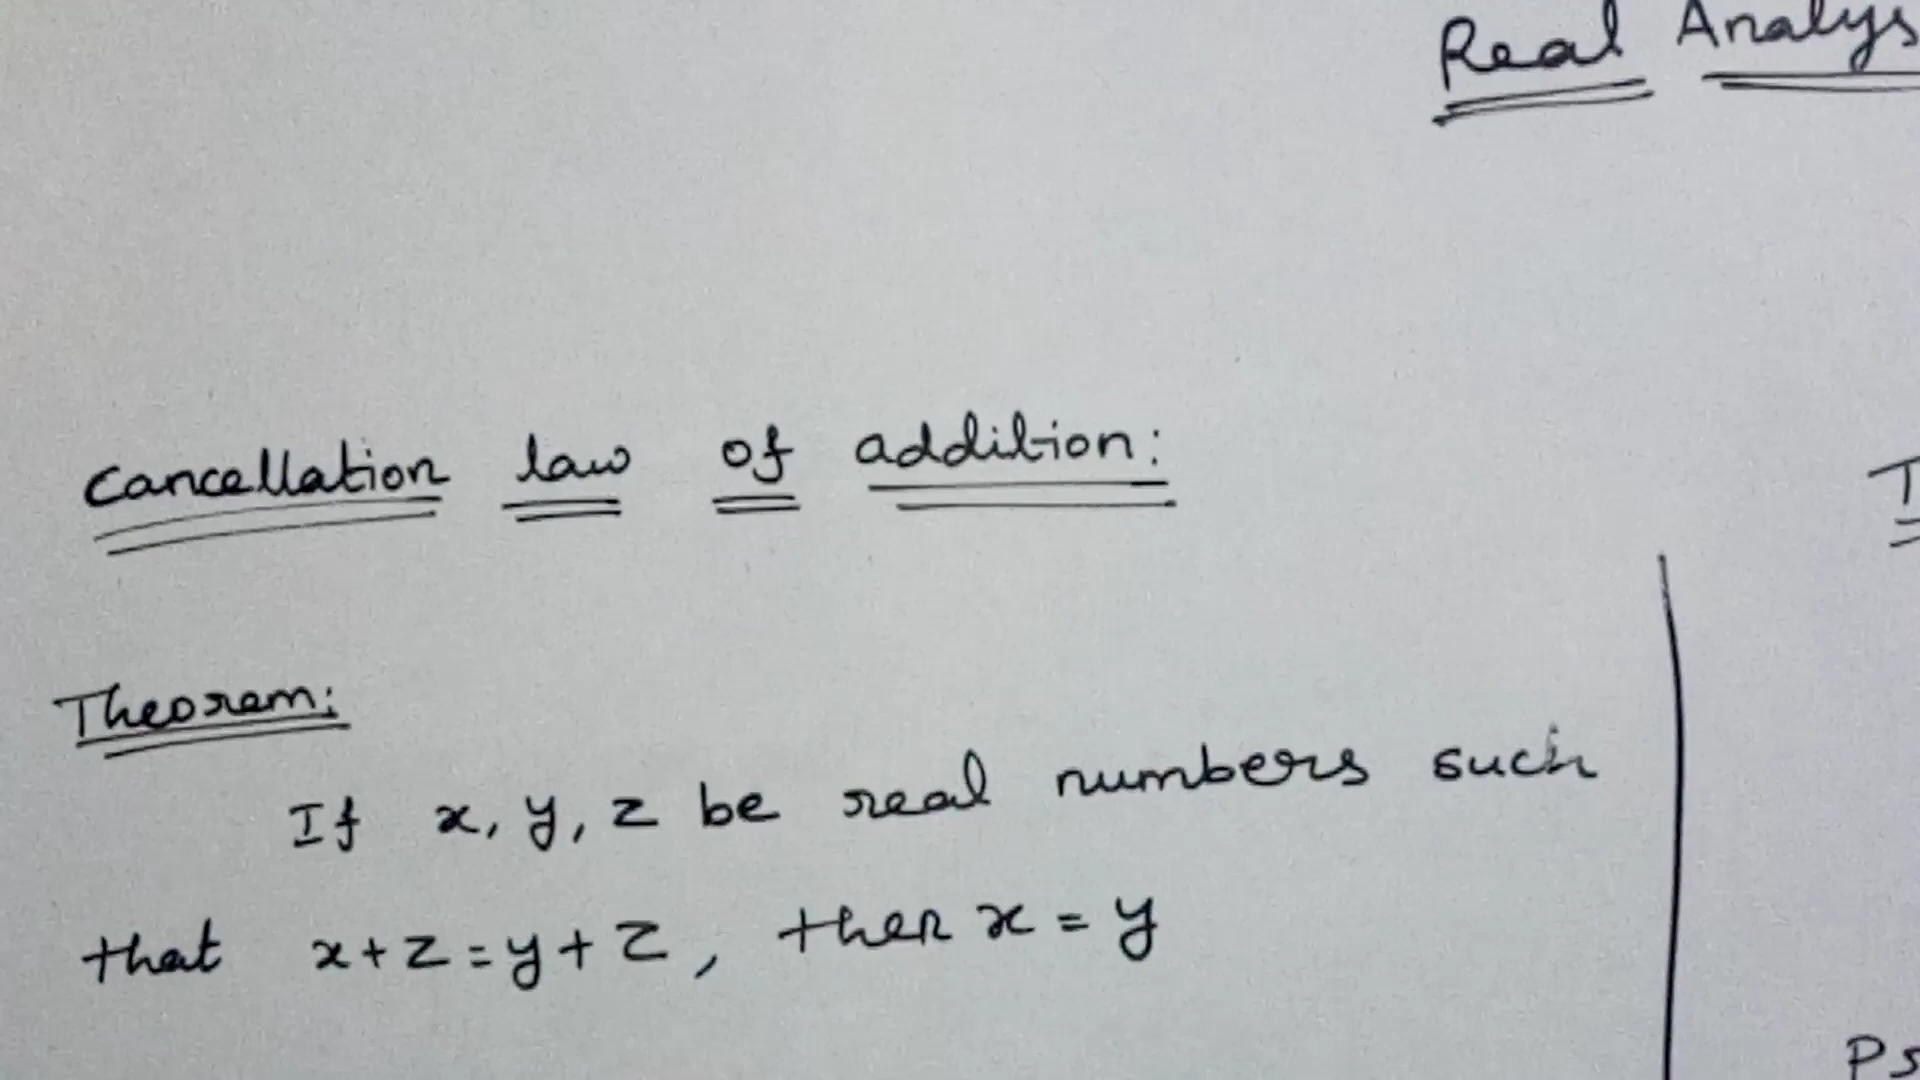 Real Analys
Cancellation law of addition:
Theorem:
If x, y, z be real numbers such
that x+z=y+z, then x = y